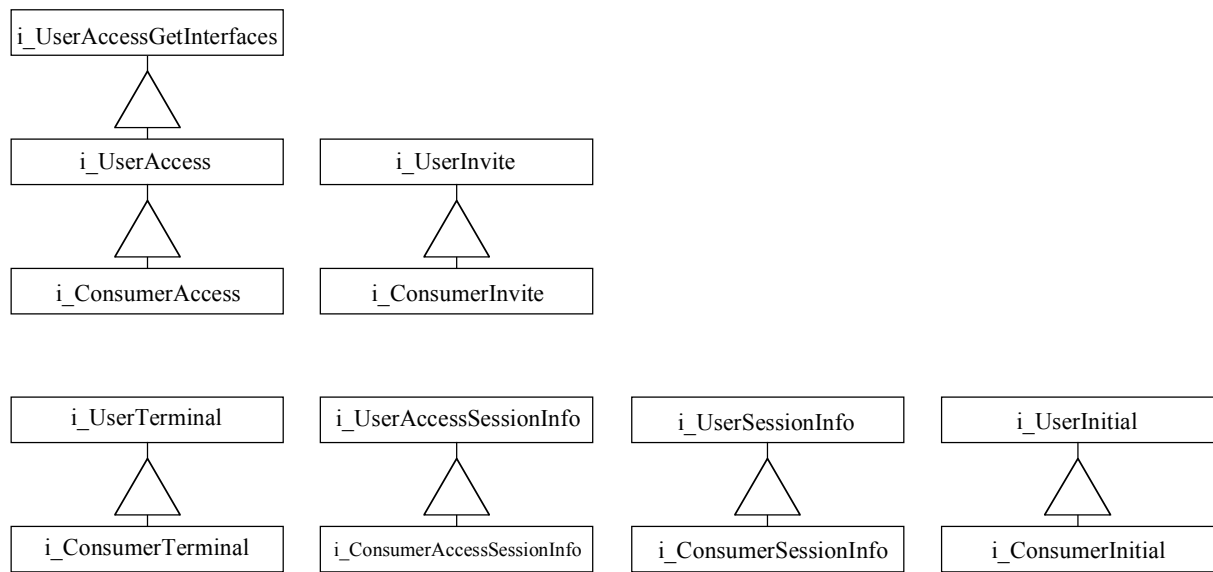 i_UserAccessGetInterfaces
i_UserAccess
i_UserInvite
i_ConsumerAccess
i_ConsumerInvite
i_UserTerminal
i_UserAccessSessionInfo
i_UserSessionInfo
i_UserInitial
i_ConsumerTerminal
i_ConsumerAccessSessionInfo
i_ConsumerSessionInfo
i_ConsumerInitial